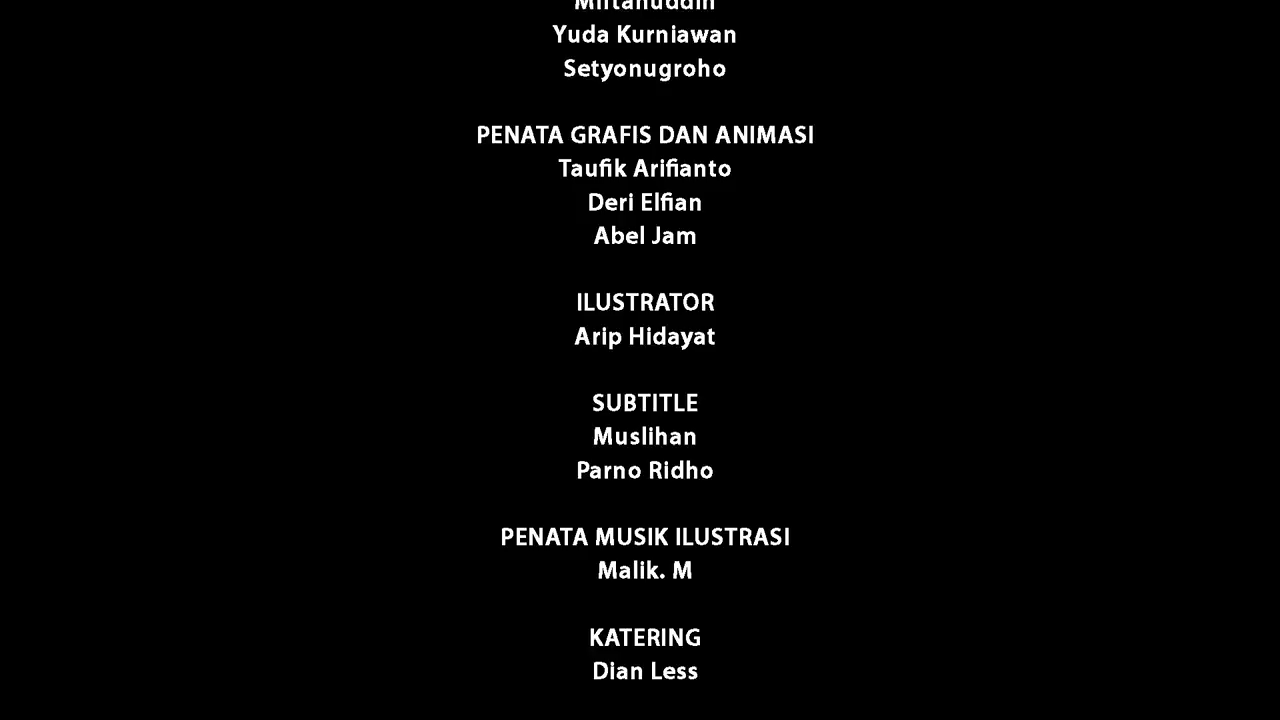 Miftahuddin
Yuda Kurniawan
Setyonugroho
PENATA GRAFIS DAN ANIMASI
Taufik Arifianto
Deri Elfian
Abel Jam
ILUSTRATOR
Arip Hidayat
SUBTITLE
Muslihan
Parno Ridho
PENATA MUSIK ILUSTRASI
Malik. M
KATERING
Dian Less